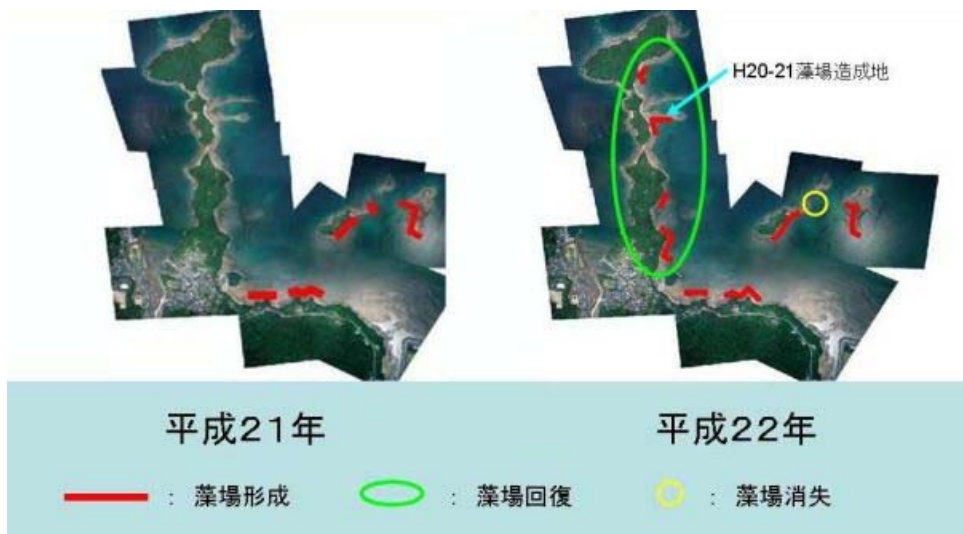 H20-21藻場造成地
平成21年
平成22年
： 藻場形成
： 藻場回復
： 藻場消失